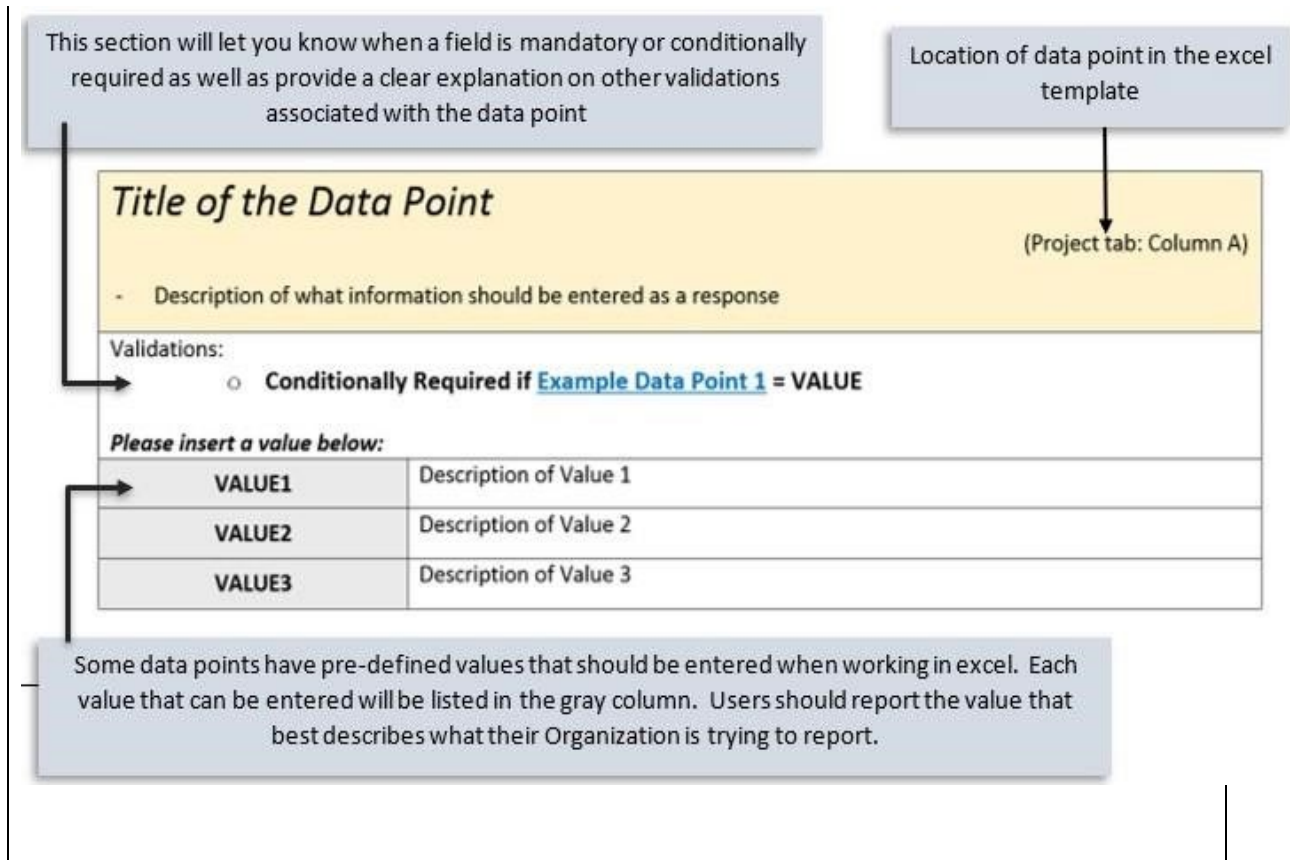 This section will let you know when a field is mandatory or conditionally
required as well as provide a clear explanation on other validations
associated with the data point
Location of data point in the excel
template
Title of the Data Point
(Project tab: Column A)
- Description of what information should be entered as a response
Validations:
o Conditionally Required if Example Data Point 1 = VALUE
Please insert a value below:
VALUE1 Description of Value 1
VALUE2 Description of Value 2
VALUE3 Description of Value 3
Some data points have pre-defined values that should be entered when working in excel. Each
value that can be entered will be listed in the gray column. Users should report the value that
best describes what their Organization is trying to report.